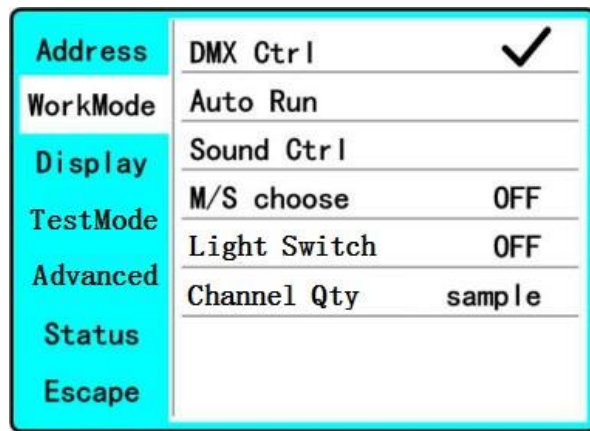 Address
WorkMode
Display
TestMode
Advanced
Status
Escape
DMX Ctrl
Auto Run
Sound Ctrl
M/S choose OFF
Light Switch OFF
Channel Qty sample